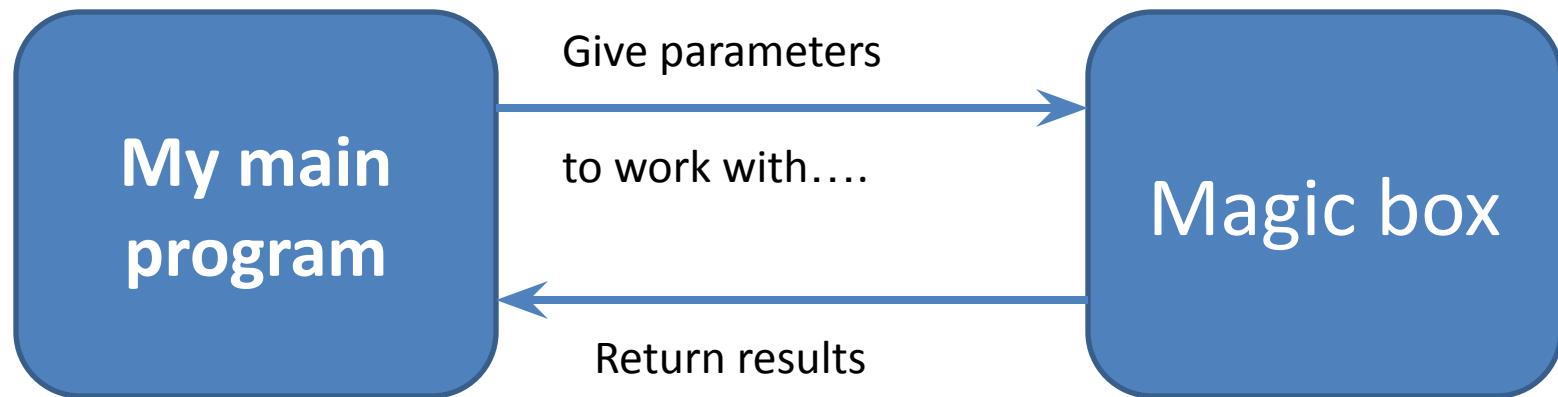 My main
program
Give parameters
to work with….
Return results
Magic box